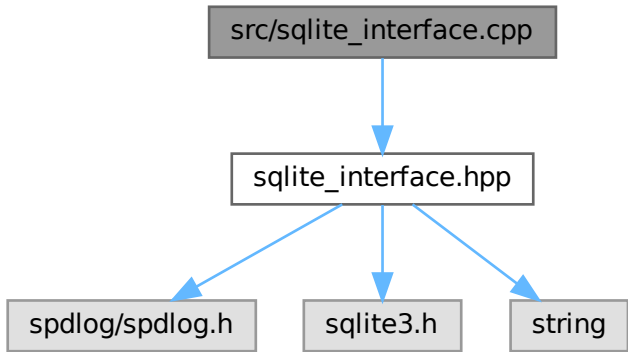 src/sqlite_interface.cpp
sqlite_interface.hpp
spdlog/spdlog.h
sqlite3.h
string